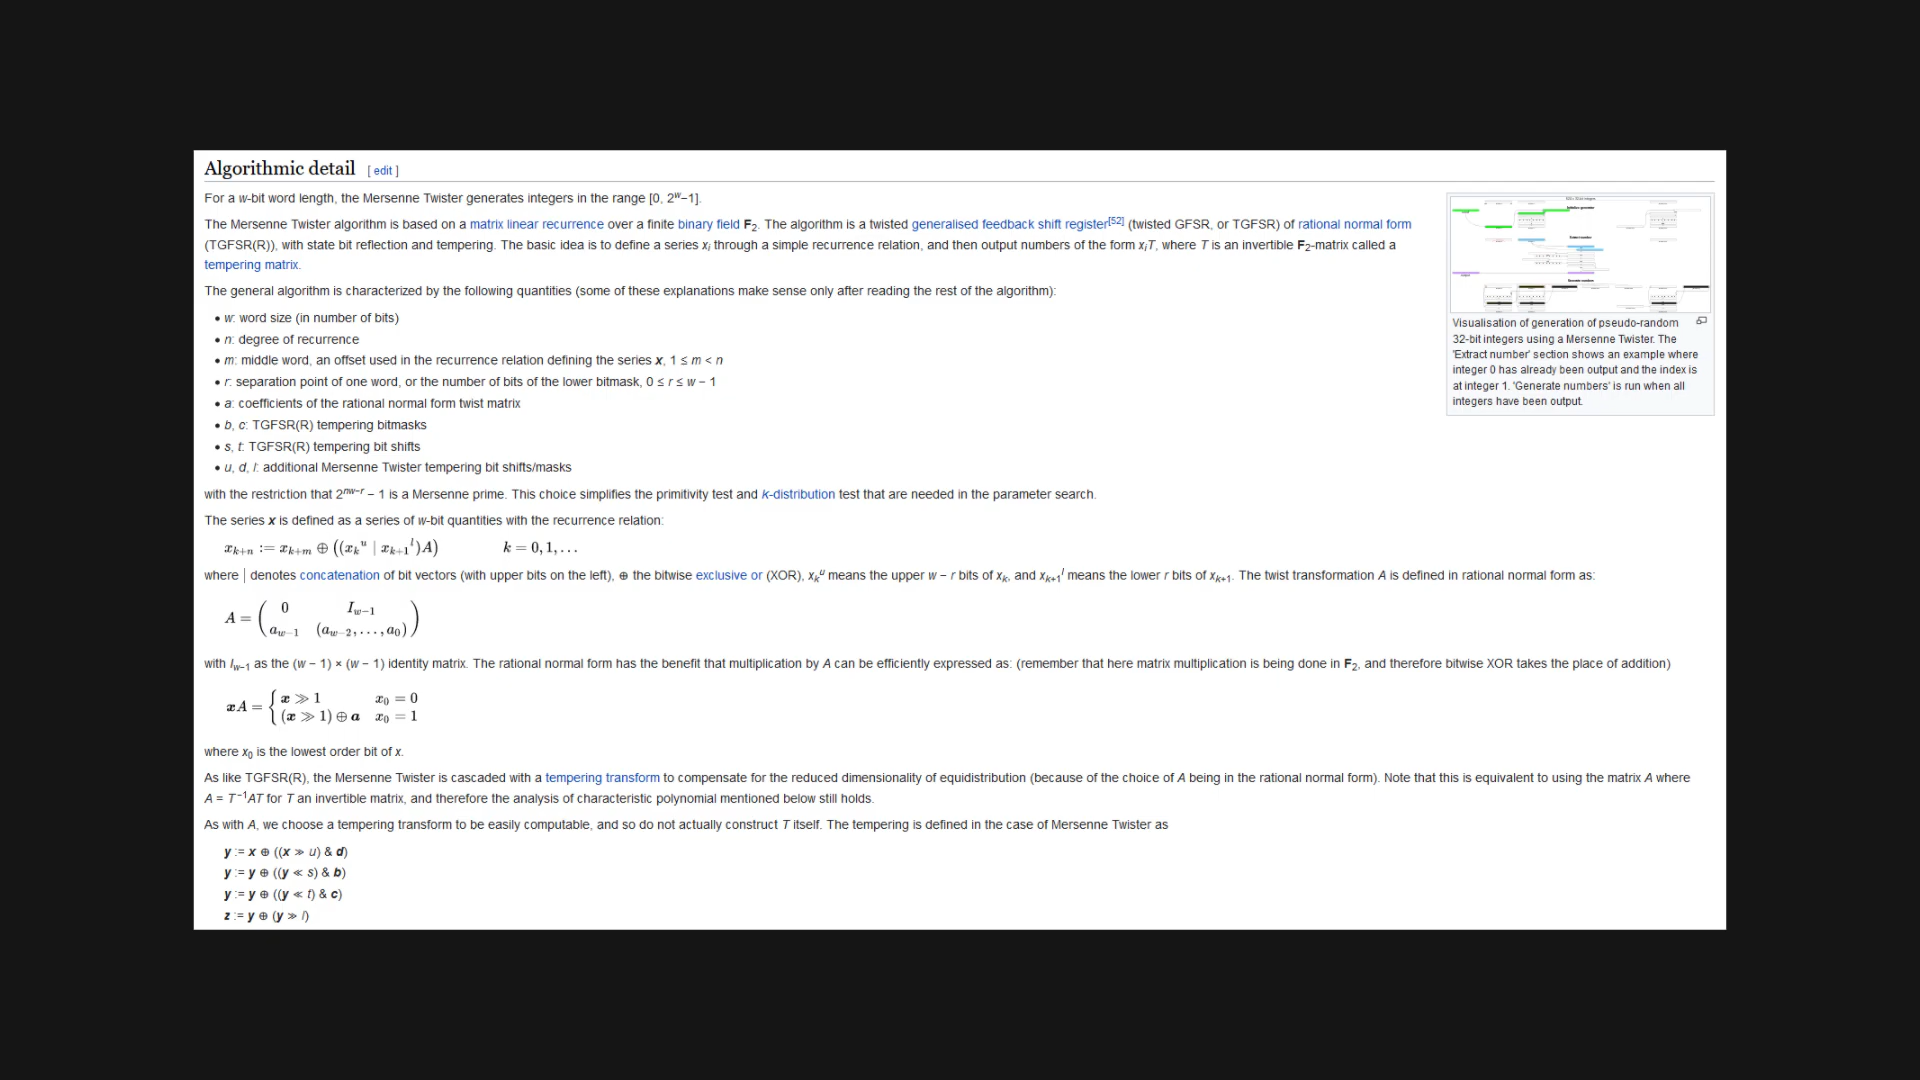 Algorithmic detail [ edit ]
For a w-bit word length, the Mersenne Twister generates integers in the range [0, 2^w−1].
The Mersenne Twister algorithm is based on a matrix linear recurrence over a finite binary field F₂. The algorithm is a twisted generalised feedback shift register[52] (twisted GFSR, or TGFSR) of rational normal form
(TGFSR(R)), with state bit reflection and tempering. The basic idea is to define a series xᵢ through a simple recurrence relation, and then output numbers of the form xᵢT, where T is an invertible F₂-matrix called a
tempering matrix.
The general algorithm is characterized by the following quantities (some of these explanations make sense only after reading the rest of the algorithm):
• w: word size (in number of bits)
• n: degree of recurrence
• m: middle word, an offset used in the recurrence relation defining the series x, 1 ≤ m < n
• r: separation point of one word, or the number of bits of the lower bitmask, 0 ≤ r ≤ w − 1
• a: coefficients of the rational normal form twist matrix
• b, c: TGFSR(R) tempering bitmasks
• s, t: TGFSR(R) tempering bit shifts
• u, d, l: additional Mersenne Twister tempering bit shifts/masks
with the restriction that 2^(nw−r) − 1 is a Mersenne prime. This choice simplifies the primitivity test and k-distribution test that are needed in the parameter search.
The series x is defined as a series of w-bit quantities with the recurrence relation:
x_{k+n} := x_{k+m} ⊕ ((x_k^u | x_{k+1}^l)A) k = 0, 1, …
where | denotes concatenation of bit vectors (with upper bits on the left), ⊕ the bitwise exclusive or (XOR), x_k^u means the upper w − r bits of x_k, and x_{k+1}^l means the lower r bits of x_{k+1}. The twist transformation A is defined in rational normal form as:
A = ( 0 I_{w−1}
a_{w−1} (a_{w−2}, …, a_0) )
with I_{w−1} as the (w − 1) × (w − 1) identity matrix. The rational normal form has the benefit that multiplication by A can be efficiently expressed as: (remember that here matrix multiplication is being done in F₂, and therefore bitwise XOR takes the place of addition)
xA = { x ≫ 1 x₀ = 0
(x ≫ 1) ⊕ a x₀ = 1
where x₀ is the lowest order bit of x.
As like TGFSR(R), the Mersenne Twister is cascaded with a tempering transform to compensate for the reduced dimensionality of equidistribution (because of the choice of A being in the rational normal form). Note that this is equivalent to using the matrix A where
A = T⁻¹AT for T an invertible matrix, and therefore the analysis of characteristic polynomial mentioned below still holds.
As with A, we choose a tempering transform to be easily computable, and so do not actually construct T itself. The tempering is defined in the case of Mersenne Twister as
y := x ⊕ ((x ≫ u) & d)
y := y ⊕ ((y ≪ s) & b)
y := y ⊕ ((y ≪ t) & c)
z := y ⊕ (y ≫ l)
Visualisation of generation of pseudo-random
32-bit integers using a Mersenne Twister. The
'Extract number' section shows an example where
integer 0 has already been output and the index is
at integer 1. 'Generate numbers' is run when all
integers have been output.